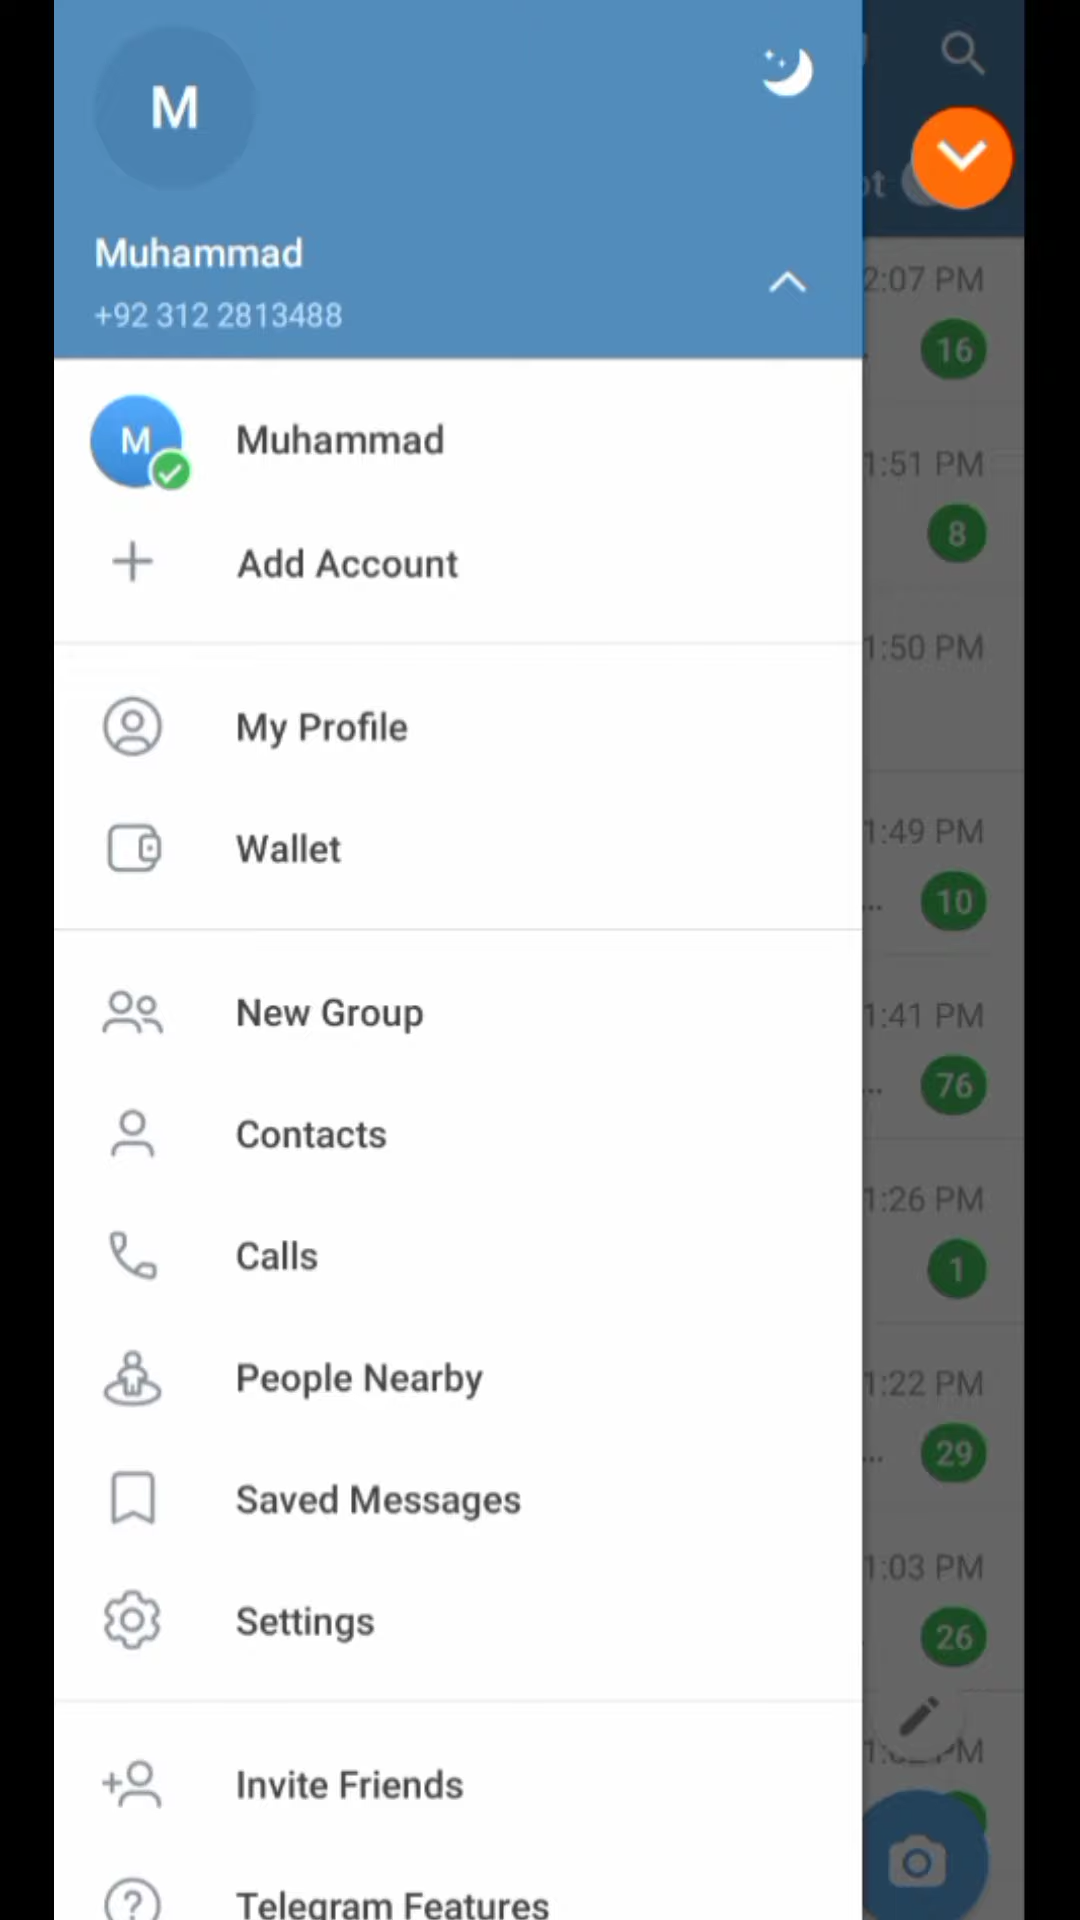 M
Muhammad
+92 312 2813488
M
Muhammad
Add Account
My Profile
Wallet
New Group
Contacts
Calls
People Nearby
Saved Messages
Settings
Invite Friends
Telegram Features
2:07 PM
16
1:51 PM
8
1:50 PM
1:49 PM
... 10
1:41 PM
... 76
1:26 PM
1
1:22 PM
... 29
1:03 PM
26